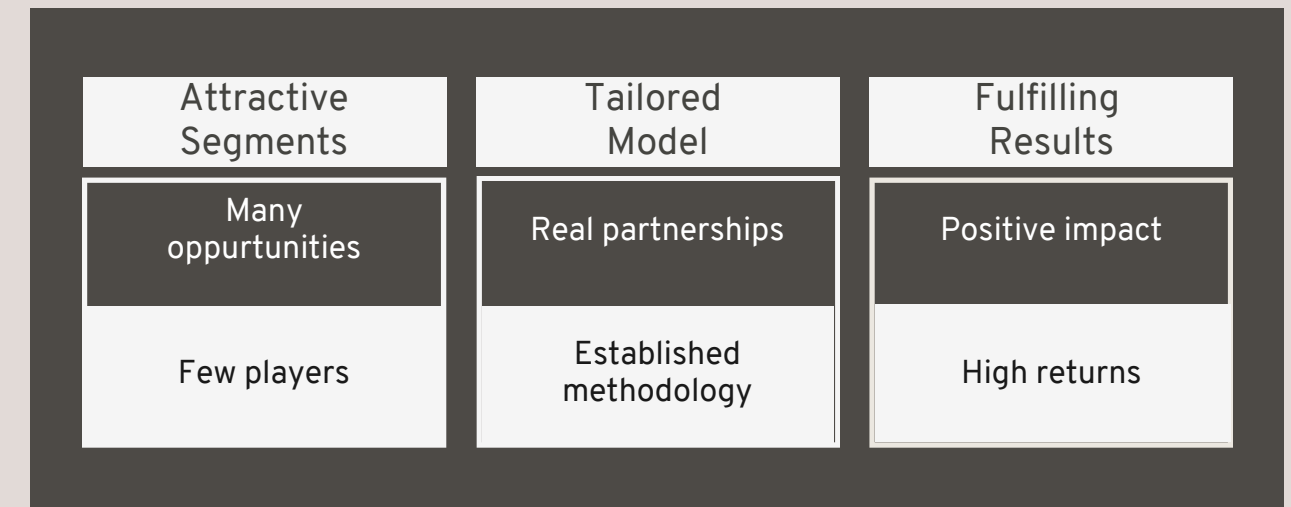 Attractive
Segments
Many
oppurtunities
Few players
Tailored
Model
Real partnerships
Established
methodology
Fulfilling
Results
Positive impact
High returns